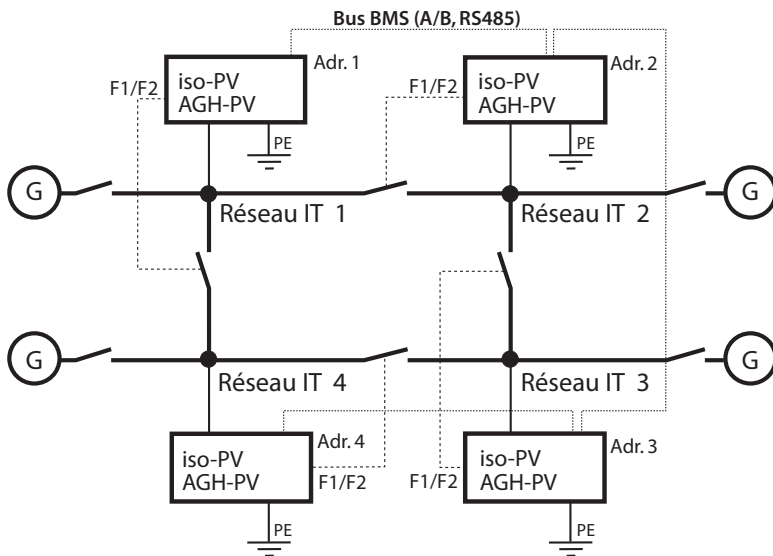 Bus BMS (A/B, RS485)
Adr. 1
Adr. 2
F1/F2
iso-PV
AGH-PV
F1/F2
iso-PV
AGH-PV
PE
PE
G
G
Réseau IT 1
Réseau IT 2
G
G
Réseau IT 4
Réseau IT 3
Adr. 4
Adr. 3
iso-PV
AGH-PV
F1/F2
F1/F2
iso-PV
AGH-PV
PE
PE